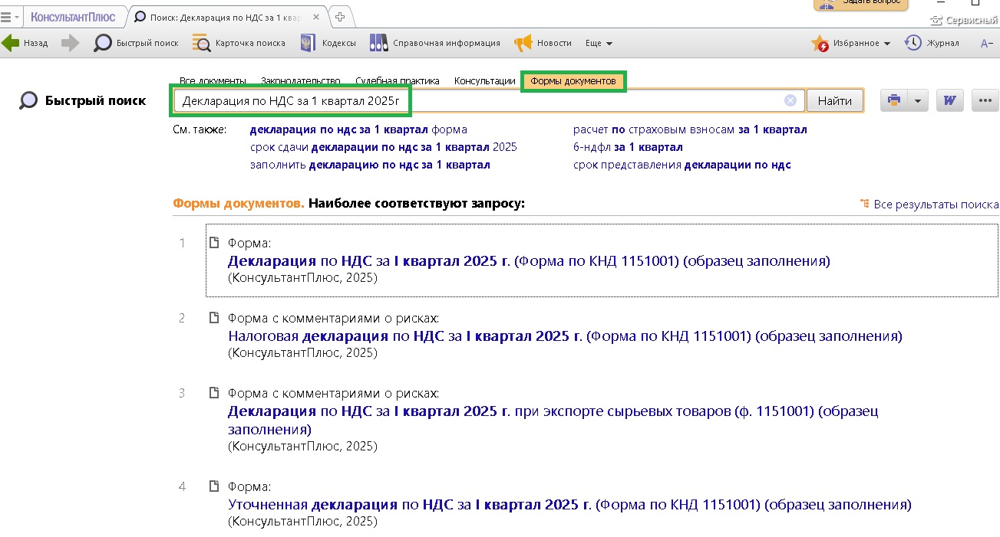 Задать вопрос
КонсультантПлюс
Поиск: Декларация по НДС за 1 квар
Сервисный
Назад
Быстрый поиск
Карточка поиска
Кодексы
Справочная информация
Новости
Еще
Избранное
Журнал
А−
Все документы
Законодательство
Судебная практика
Консультации
Формы документов
Быстрый поиск
Декларация по НДС за 1 квартал 2025г
Найти
См. также:
декларация по ндс за 1 квартал форма
расчет по страховым взносам за 1 квартал
срок сдачи декларации по ндс за 1 квартал 2025
6-ндфл за 1 квартал
заполнить декларацию по ндс за 1 квартал
срок представления декларации по ндс
Формы документов. Наиболее соответствуют запросу:
Все результаты поиска
1
Форма:
Декларация по НДС за I квартал 2025 г. (Форма по КНД 1151001) (образец заполнения)
(КонсультантПлюс, 2025)
2
Форма с комментариями о рисках:
Налоговая декларация по НДС за I квартал 2025 г. (Форма по КНД 1151001) (образец заполнения)
(КонсультантПлюс, 2025)
3
Форма с комментариями о рисках:
Декларация по НДС за I квартал 2025 г. при экспорте сырьевых товаров (ф. 1151001) (образец
заполнения)
(КонсультантПлюс, 2025)
4
Форма:
Уточненная декларация по НДС за I квартал 2025 г. (Форма по КНД 1151001) (образец заполнения)
(КонсультантПлюс, 2025)